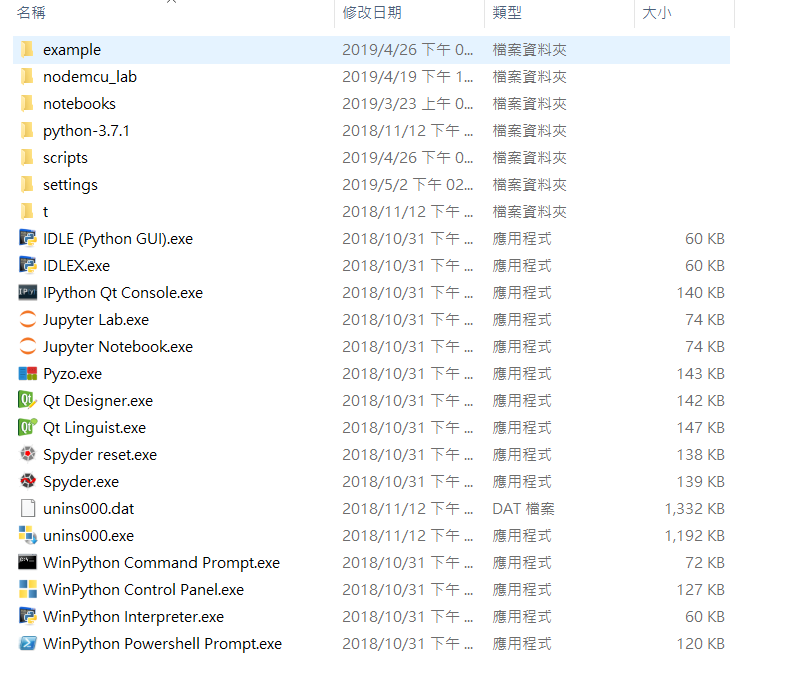 名稱 修改日期 類型 大小
example 2019/4/26 下午 0... 檔案資料夾
nodemcu_lab 2019/4/19 下午 1... 檔案資料夾
notebooks 2019/3/23 上午 0... 檔案資料夾
python-3.7.1 2018/11/12 下午 ... 檔案資料夾
scripts 2019/4/26 下午 0... 檔案資料夾
settings 2019/5/2 下午 02... 檔案資料夾
t 2018/11/12 下午 ... 檔案資料夾
IDLE (Python GUI).exe 2018/10/31 下午 ... 應用程式 60 KB
IDLEX.exe 2018/10/31 下午 ... 應用程式 60 KB
IPython Qt Console.exe 2018/10/31 下午 ... 應用程式 140 KB
Jupyter Lab.exe 2018/10/31 下午 ... 應用程式 74 KB
Jupyter Notebook.exe 2018/10/31 下午 ... 應用程式 74 KB
Pyzo.exe 2018/10/31 下午 ... 應用程式 143 KB
Qt Designer.exe 2018/10/31 下午 ... 應用程式 142 KB
Qt Linguist.exe 2018/10/31 下午 ... 應用程式 147 KB
Spyder reset.exe 2018/10/31 下午 ... 應用程式 138 KB
Spyder.exe 2018/10/31 下午 ... 應用程式 139 KB
unins000.dat 2018/11/12 下午 ... DAT 檔案 1,332 KB
unins000.exe 2018/11/12 下午 ... 應用程式 1,192 KB
WinPython Command Prompt.exe 2018/10/31 下午 ... 應用程式 72 KB
WinPython Control Panel.exe 2018/10/31 下午 ... 應用程式 127 KB
WinPython Interpreter.exe 2018/10/31 下午 ... 應用程式 60 KB
WinPython Powershell Prompt.exe 2018/10/31 下午 ... 應用程式 120 KB